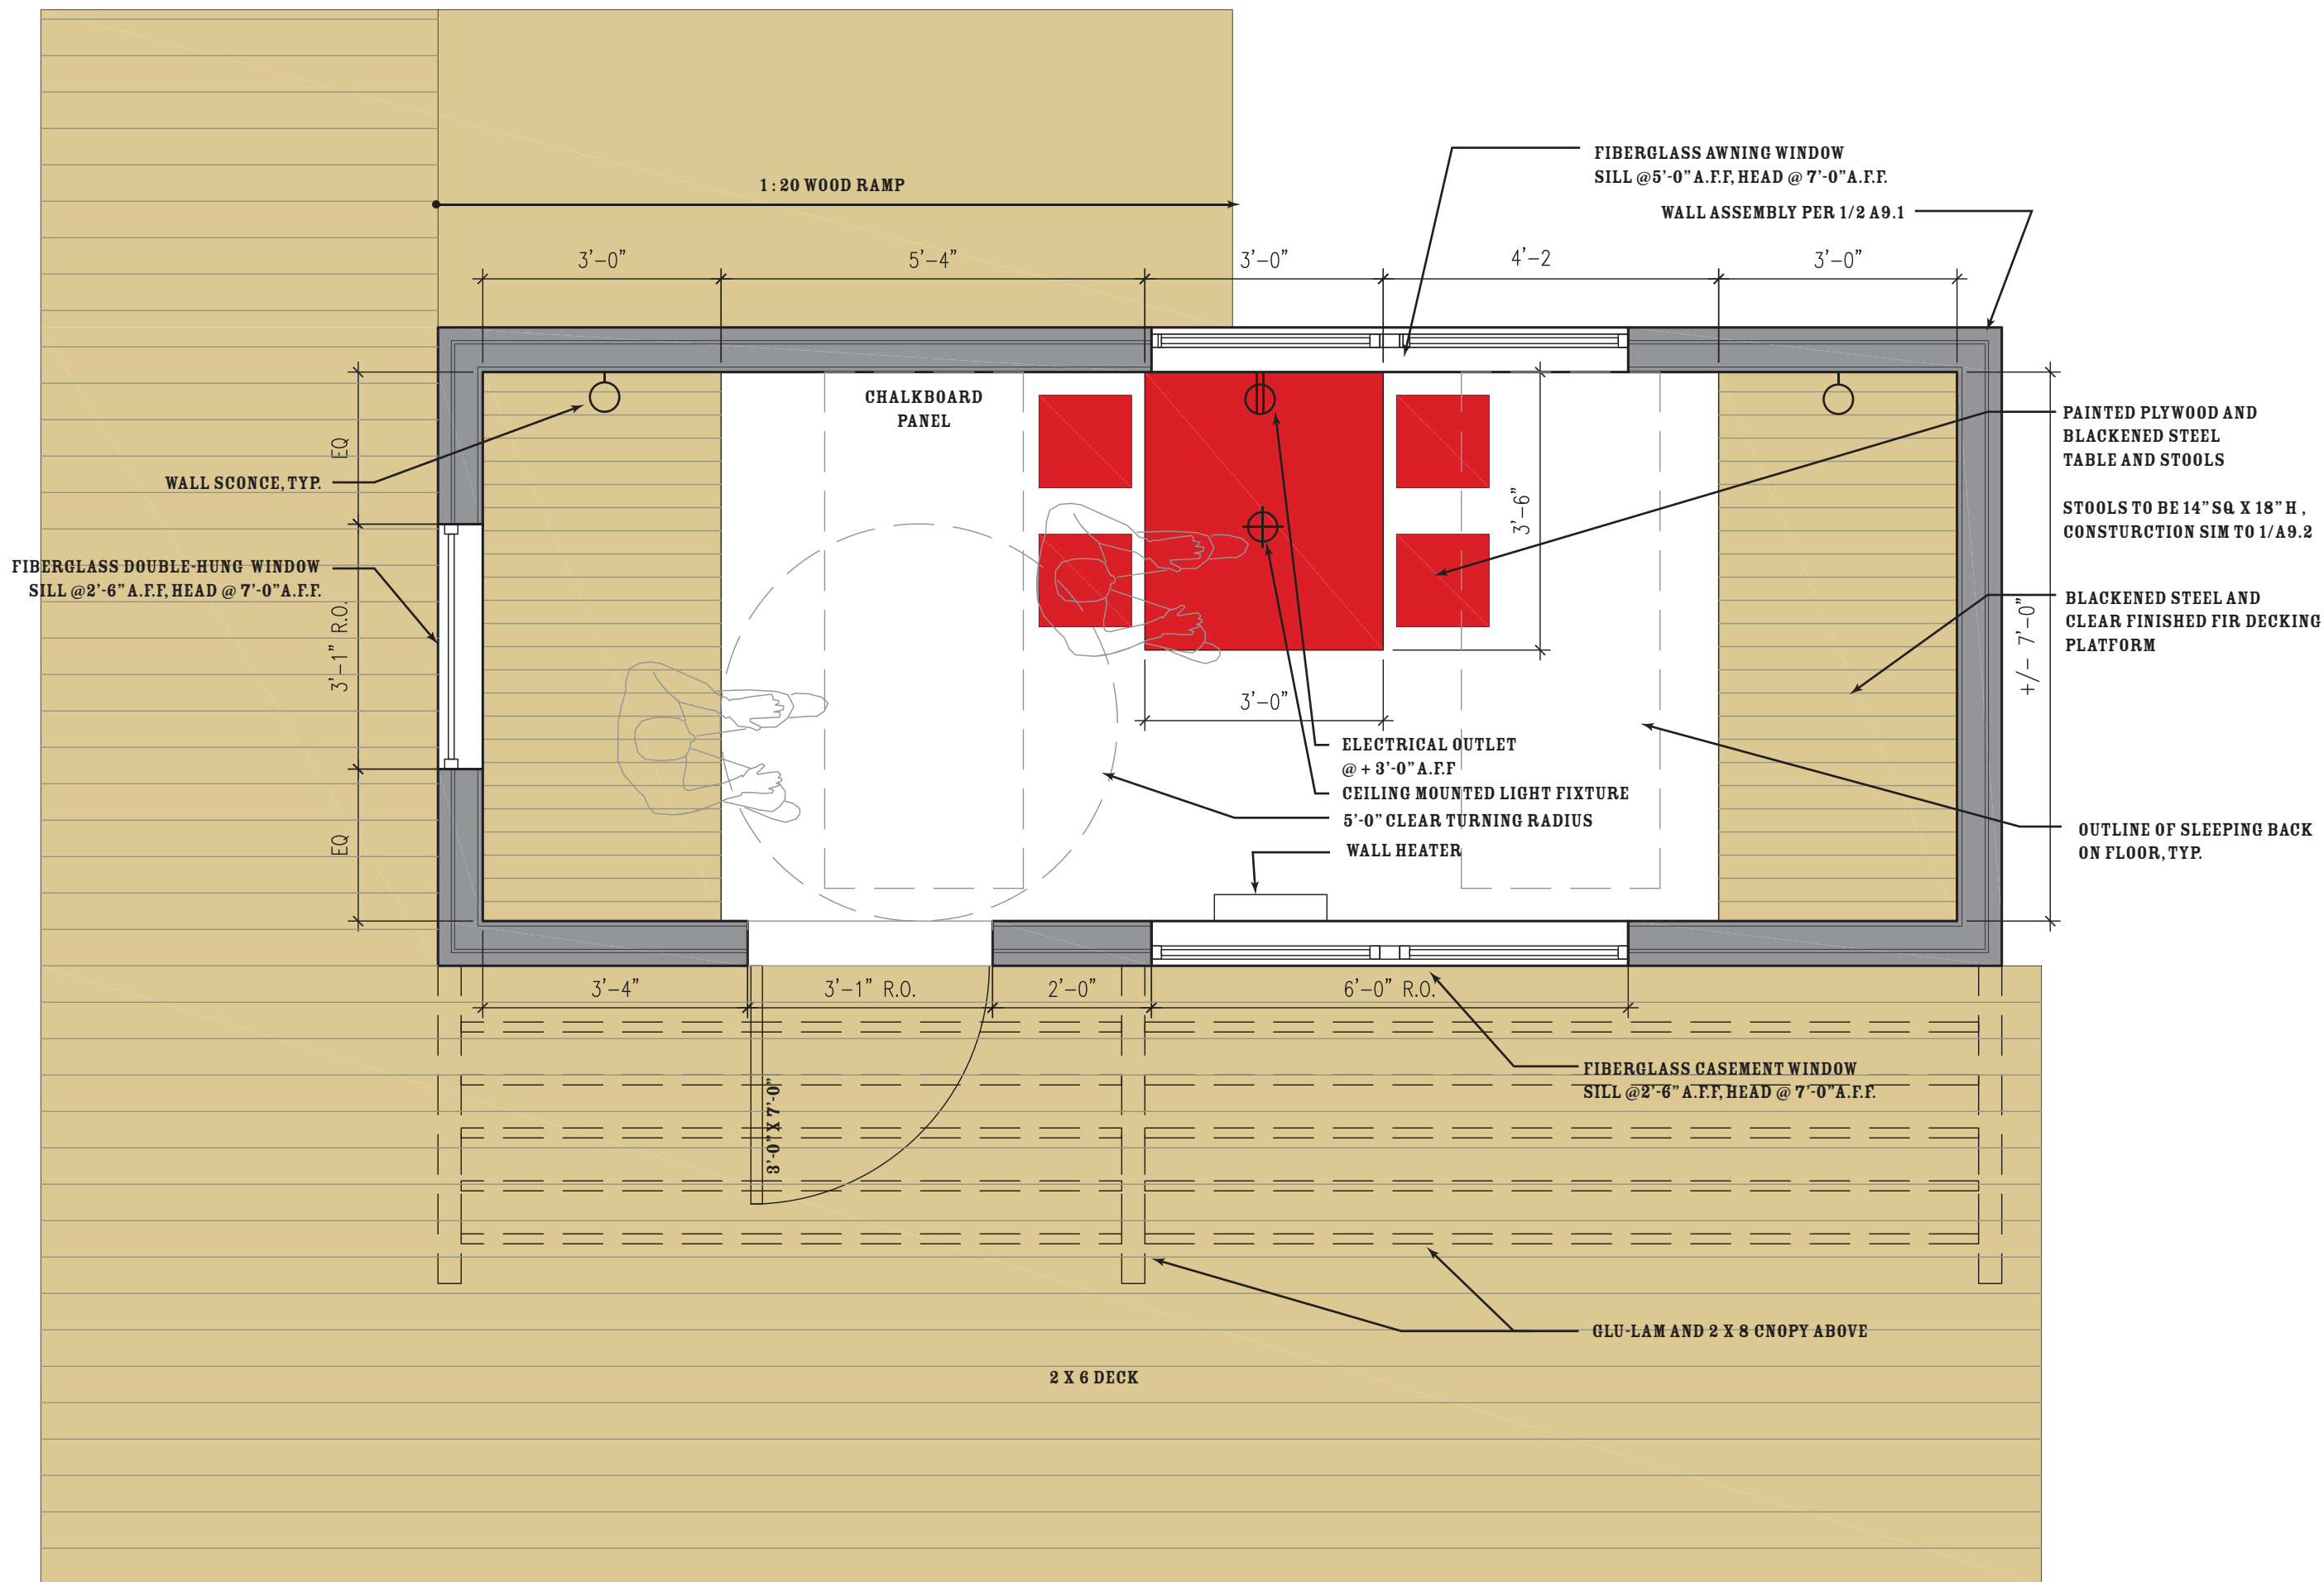 FIBERGLASS AWNING WINDOW
SILL @5'-0" A.F.F, HEAD @ 7'-0"A.F.F.
1 : 20 WOOD RAMP
WALL ASSEMBLY PER 1/2 A9.1
3'-0"
5'-4"
3'-0"
4'-2
3'-0"
CHALKBOARD
PANEL
PAINTED PLYWOOD AND
BLACKENED STEEL
TABLE AND STOOLS
STOOLS TO BE 14" SQ. X 18" H ,
CONSTURCTION SIM TO 1/A9.2
EQ
WALL SCONCE, TYP.
3'-6"
FIBERGLASS DOUBLE-HUNG WINDOW
SILL @2'-6" A.F.F, HEAD @ 7'-0"A.F.F.
3'-1" R.O.
BLACKENED STEEL AND
CLEAR FINISHED FIR DECKING
PLATFORM
+/- 7'-0"
3'-0"
ELECTRICAL OUTLET
@ + 3'-0" A.F.F
CEILING MOUNTED LIGHT FIXTURE
5'-0" CLEAR TURNING RADIUS
WALL HEATER
EQ
OUTLINE OF SLEEPING BACK
ON FLOOR, TYP.
3'-4"
3'-1" R.O.
2'-0"
6'-0" R.O.
3'-0" X 7'-0"
FIBERGLASS CASEMENT WINDOW
SILL @2'-6" A.F.F, HEAD @ 7'-0"A.F.F.
GLU-LAM AND 2 X 8 CNOPY ABOVE
2 X 6 DECK